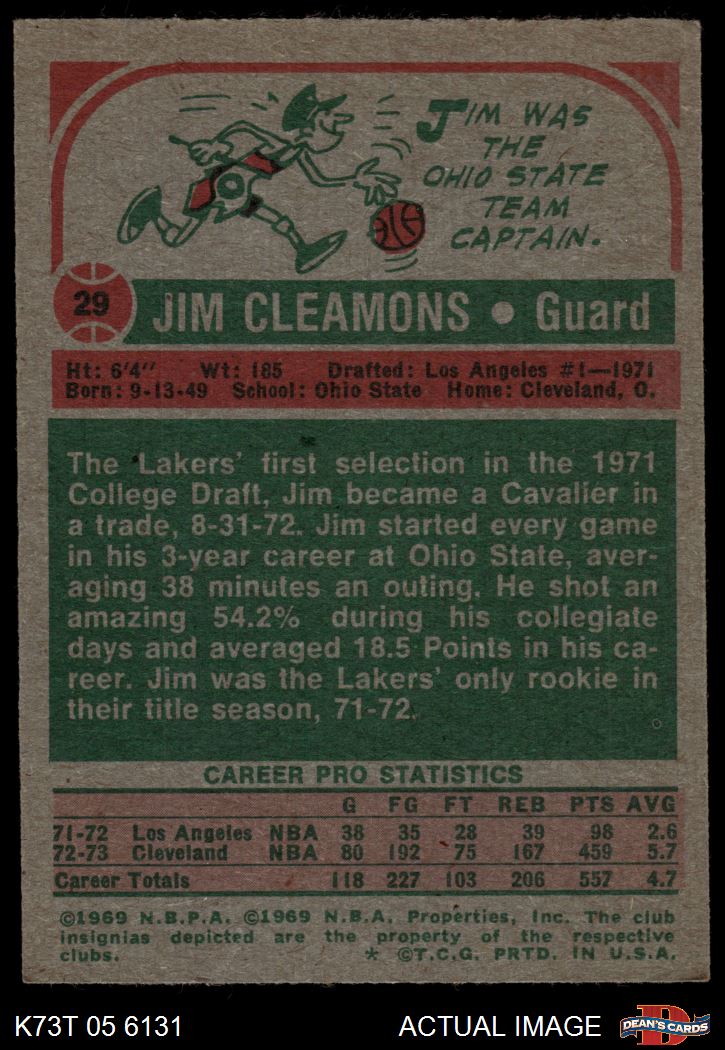 JIM WAS
THE
OHIO STATE
TEAM
CAPTAIN.
29 JIM CLEAMONS ● Guard
Ht: 6'4" Wt: 185 Drafted: Los Angeles #1—1971
Born: 9-13-49 School: Ohio State Home: Cleveland, O.
The Lakers' first selection in the 1971
College Draft, Jim became a Cavalier in
a trade, 8-31-72. Jim started every game
in his 3-year career at Ohio State, aver-
aging 38 minutes an outing. He shot an
amazing 54.2% during his collegiate
days and averaged 18.5 Points in his ca-
reer. Jim was the Lakers' only rookie in
their title season, 71-72.
CAREER PRO STATISTICS
G FG FT REB PTS AVG
71-72 Los Angeles NBA 38 35 28 39 98 2.6
72-73 Cleveland NBA 80 192 75 167 459 5.7
Career Totals 118 227 103 206 557 4.7
©1969 N.B.P.A. ©1969 N.B.A. Properties, Inc. The club
insignias depicted are the property of the respective
clubs. * ©T.C.G. PRTD. IN U.S.A.
K73T 05 6131 ACTUAL IMAGE D DEAN'S CARDS